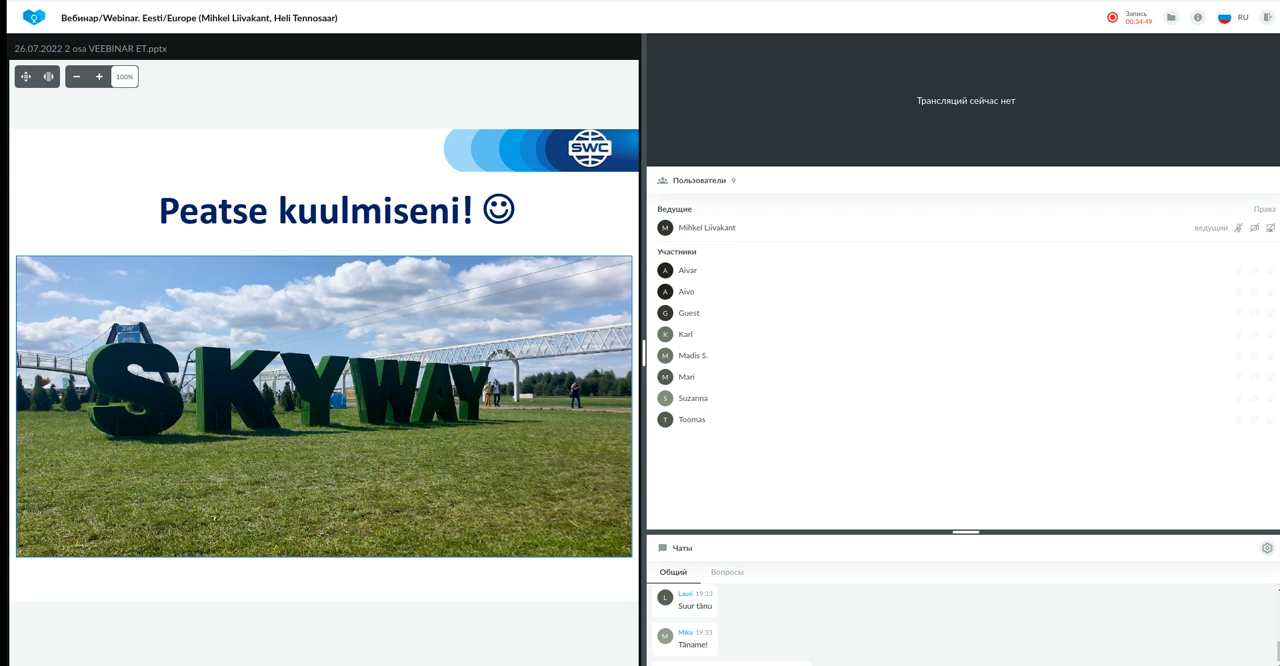 Вебинар/Webinar. Eesti/Europe (Mihkel Liivakant, Heli Tennosaar)
Запись
00:34:49
RU
26.07.2022 2 osa VEEBINAR ET.pptx
100%
SWC
Peatse kuulmiseni! ☺
SW
SKYWAY
Трансляций сейчас нет
Пользователи 9
Ведущие Права
M Mihkel Liivakant ведущий
Участники
A Aivar
A Aivo
G Guest
K Karl
M Madis S.
M Mari
S Suzanna
T Toomas
Чаты
Общий Вопросы
L Lauri 19:33
Suur tänu
M Mika 19:33
Täname!